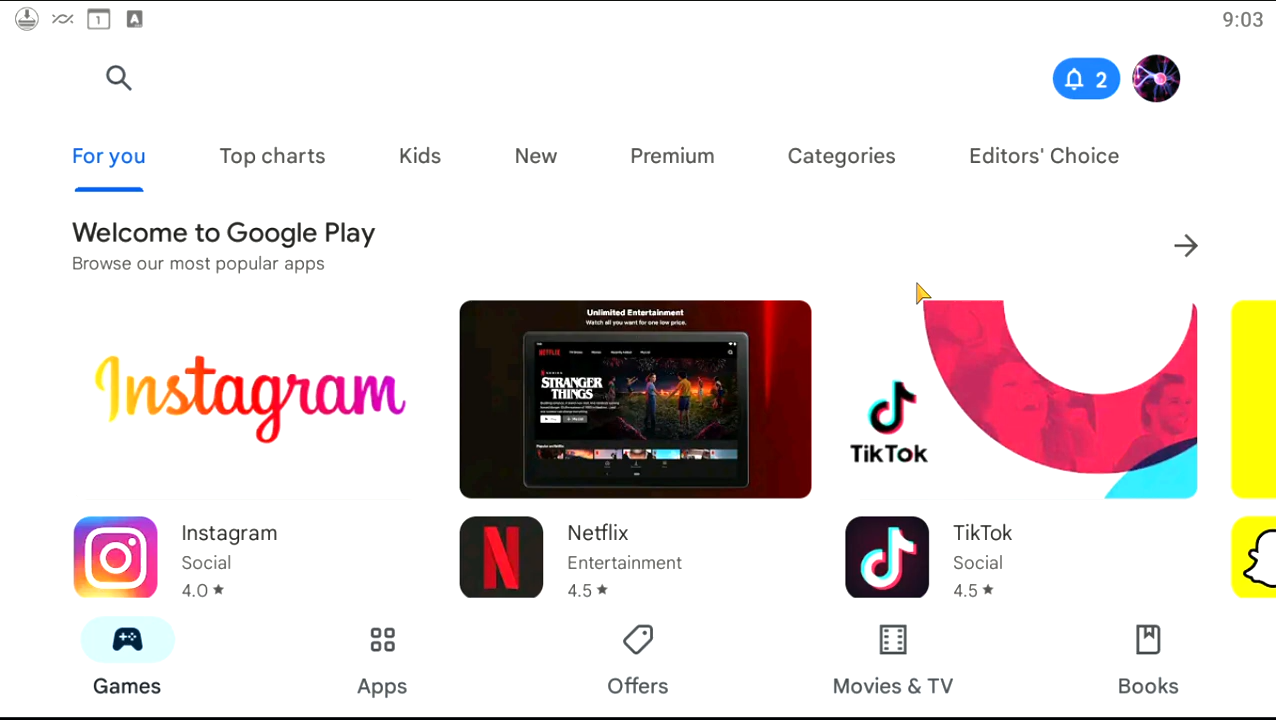 1
A
9:03
2
For you
Top charts
Kids
New
Premium
Categories
Editors' Choice
Welcome to Google Play
Browse our most popular apps
Instagram
Unlimited Entertainment
Watch all you want for one low price.
NETFLIX
STRANGER
THINGS
TikTok
Instagram
Social
4.0 ★
N
Netflix
Entertainment
4.5 ★
TikTok
Social
4.5 ★
Games
Apps
Offers
Movies & TV
Books